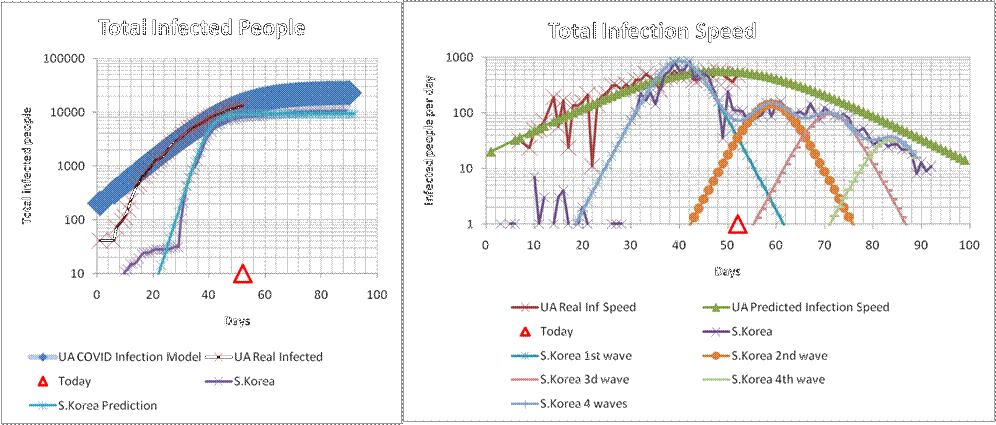 Total Infected People
100000
10000
1000
100
10
0 20 40 60 80 100
Total infected people
Days
UA COVID Infection Model UA Real Infected
Today S.Korea
S.Korea Prediction
Total Infection Speed
1000
100
10
1
0 10 20 30 40 50 60 70 80 90 100
Infected people per day
Days
UA Real Inf Speed UA Predicted Infection Speed
Today S.Korea
S.Korea 1st wave S.Korea 2nd wave
S.Korea 3d wave S.Korea 4th wave
S.Korea 4 waves